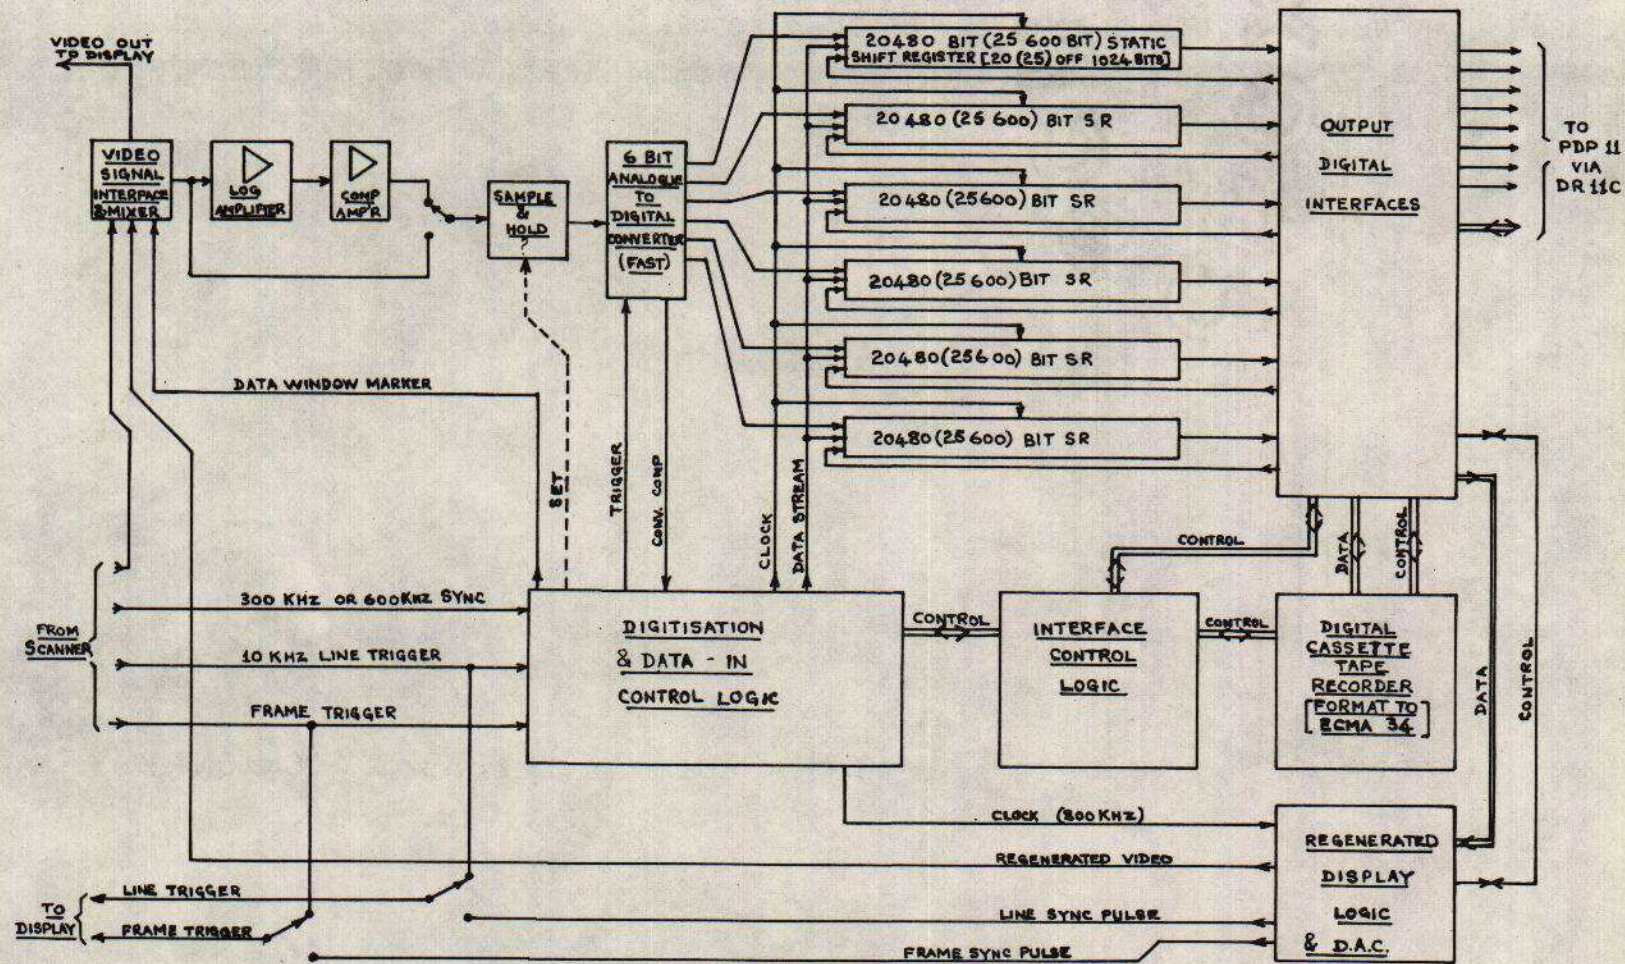 VIDEO OUT
TO DISPLAY
VIDEO
SIGNAL
INTERFACE
& MIXER
LOG
AMPLIFIER
COMP
AMP'R
SAMPLE
&
HOLD
6 BIT
ANALOGUE
TO
DIGITAL
CONVERTER
(FAST)
20480 BIT (25 600 BIT) STATIC
SHIFT REGISTER [20 (25) OFF 1024 BITS]
20480 (25 600) BIT SR
20480 (25600) BIT SR
20480 (25 600) BIT SR
20480 (25600) BIT SR
20480 (25 600) BIT SR
OUTPUT
DIGITAL
INTERFACES
TO
PDP 11
VIA
DR 11C
DATA WINDOW MARKER
SET
TRIGGER
CONV. COMP
CLOCK
DATA STREAM
CONTROL
DATA
CONTROL
FROM
SCANNER
300 KHZ OR 600KHZ SYNC
10 KHZ LINE TRIGGER
FRAME TRIGGER
DIGITISATION
& DATA - IN
CONTROL LOGIC
CONTROL
INTERFACE
CONTROL
LOGIC
CONTROL
DIGITAL
CASSETTE
TAPE
RECORDER
[FORMAT TO
ECMA 34]
DATA
CONTROL
CLOCK (800KHZ)
REGENERATED VIDEO
REGENERATED
DISPLAY
LOGIC
& D.A.C.
TO
DISPLAY
LINE TRIGGER
FRAME TRIGGER
LINE SYNC PULSE
FRAME SYNC PULSE